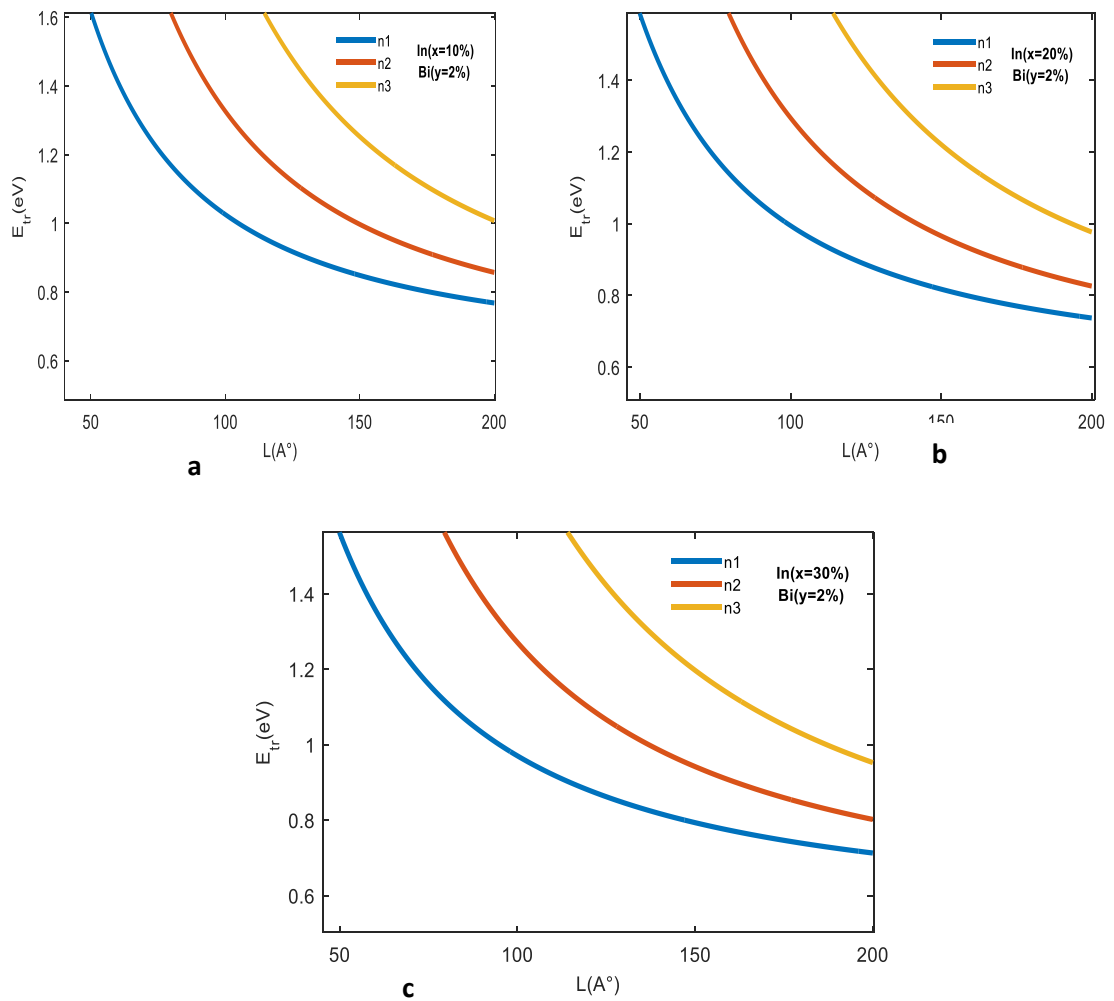 1.6
1.4
1.2
1
0.8
0.6
E_tr(eV)
n1
n2
n3
In(x=10%)
Bi(y=2%)
50
100
150
200
L(A°)
a
1.4
1.2
1
0.8
0.6
E_tr(eV)
n1
n2
n3
In(x=20%)
Bi(y=2%)
50
100
150
200
L(A°)
b
1.4
1.2
1
0.8
0.6
E_tr(eV)
n1
n2
n3
In(x=30%)
Bi(y=2%)
50
100
150
200
L(A°)
c